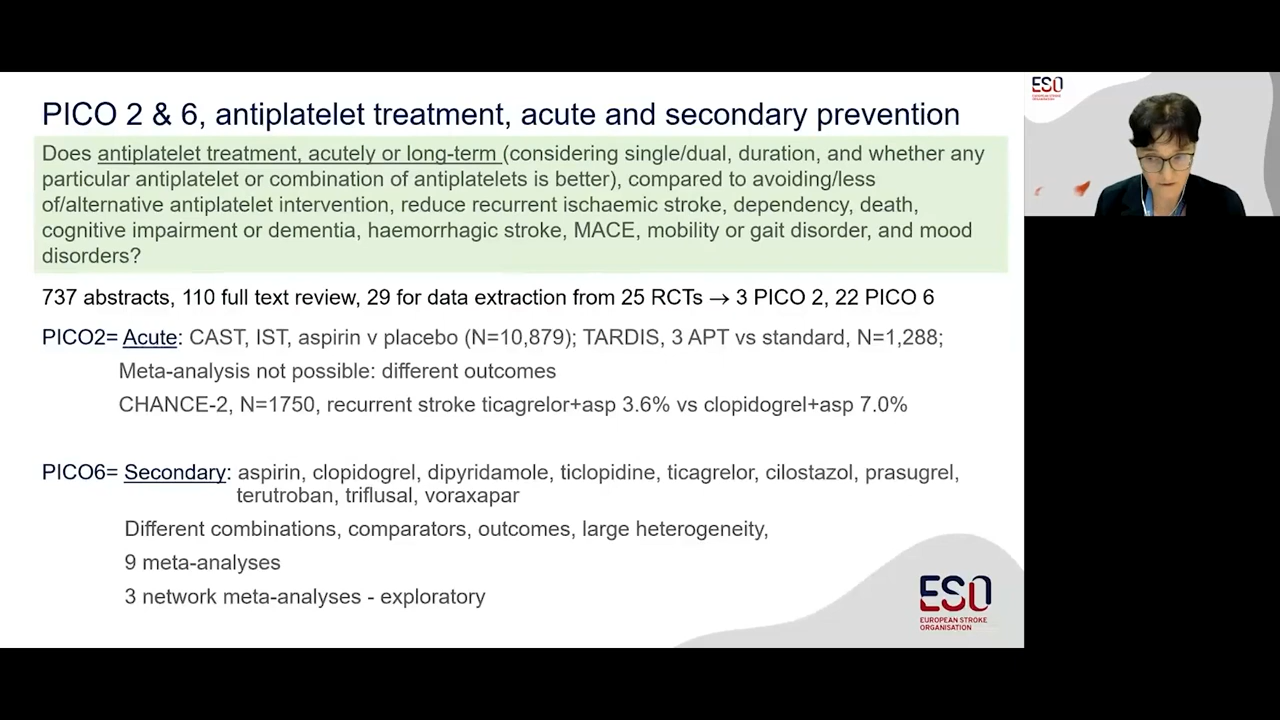 PICO 2 & 6, antiplatelet treatment, acute and secondary prevention
Does antiplatelet treatment, acutely or long-term (considering single/dual, duration, and whether any
particular antiplatelet or combination of antiplatelets is better), compared to avoiding/less
of/alternative antiplatelet intervention, reduce recurrent ischaemic stroke, dependency, death,
cognitive impairment or dementia, haemorrhagic stroke, MACE, mobility or gait disorder, and mood
disorders?
737 abstracts, 110 full text review, 29 for data extraction from 25 RCTs → 3 PICO 2, 22 PICO 6
PICO2= Acute: CAST, IST, aspirin v placebo (N=10,879); TARDIS, 3 APT vs standard, N=1,288;
Meta-analysis not possible: different outcomes
CHANCE-2, N=1750, recurrent stroke ticagrelor+asp 3.6% vs clopidogrel+asp 7.0%
PICO6= Secondary: aspirin, clopidogrel, dipyridamole, ticlopidine, ticagrelor, cilostazol, prasugrel,
terutroban, triflusal, voraxapar
Different combinations, comparators, outcomes, large heterogeneity,
9 meta-analyses
3 network meta-analyses - exploratory
ESO
EUROPEAN STROKE
ORGANISATION
ESO
EUROPEAN STROKE
ORGANISATION